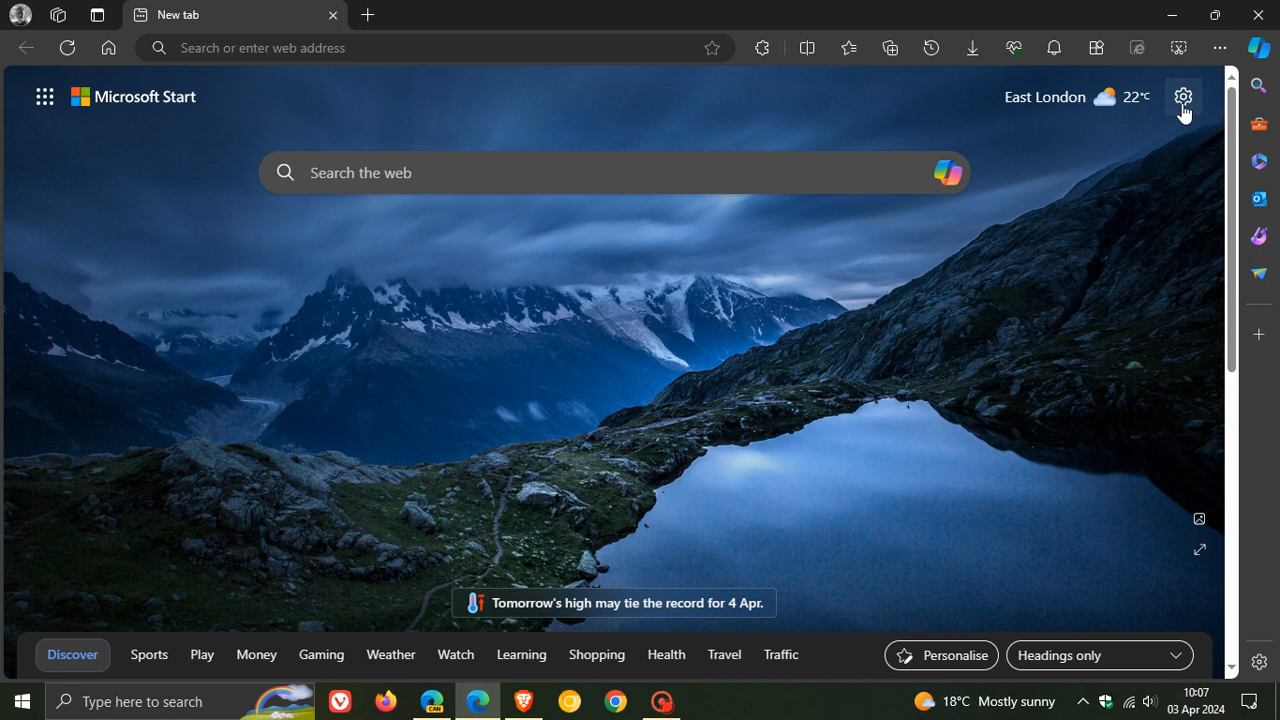 New tab
Search or enter web address
Microsoft Start
East London 22°C
Search the web
Tomorrow's high may tie the record for 4 Apr.
Discover Sports Play Money Gaming Weather Watch Learning Shopping Health Travel Traffic Personalise Headings only
Type here to search
CAN
18°C Mostly sunny
10:07
03 Apr 2024